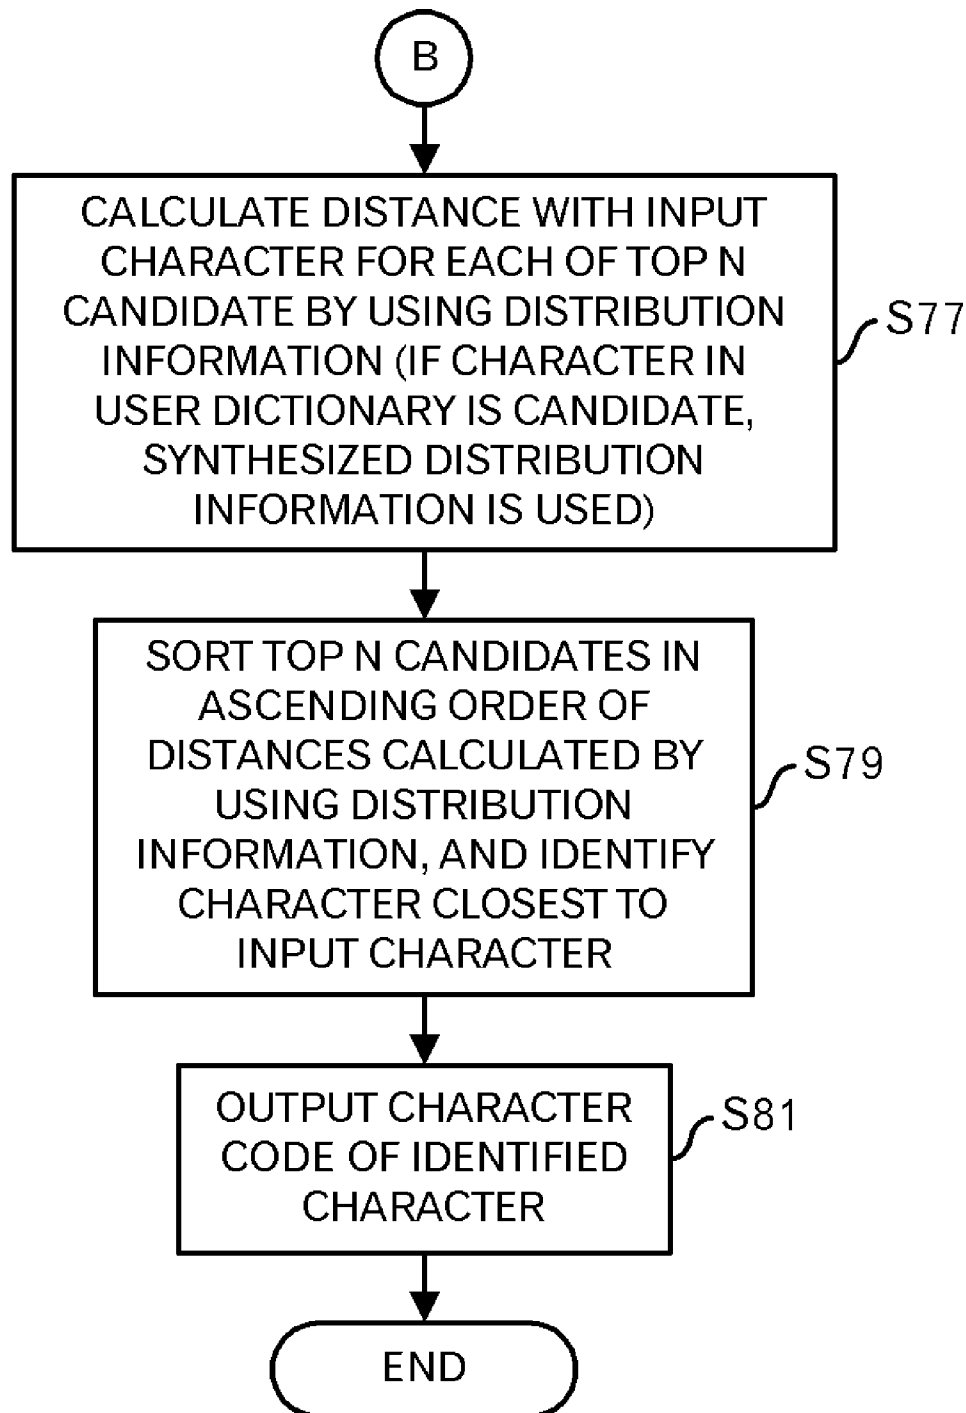 B
CALCULATE DISTANCE WITH INPUT
CHARACTER FOR EACH OF TOP N
CANDIDATE BY USING DISTRIBUTION
INFORMATION (IF CHARACTER IN
USER DICTIONARY IS CANDIDATE,
SYNTHESIZED DISTRIBUTION
INFORMATION IS USED)
S77
SORT TOP N CANDIDATES IN
ASCENDING ORDER OF
DISTANCES CALCULATED BY
USING DISTRIBUTION
INFORMATION, AND IDENTIFY
CHARACTER CLOSEST TO
INPUT CHARACTER
S79
OUTPUT CHARACTER
CODE OF IDENTIFIED
CHARACTER
S81
END